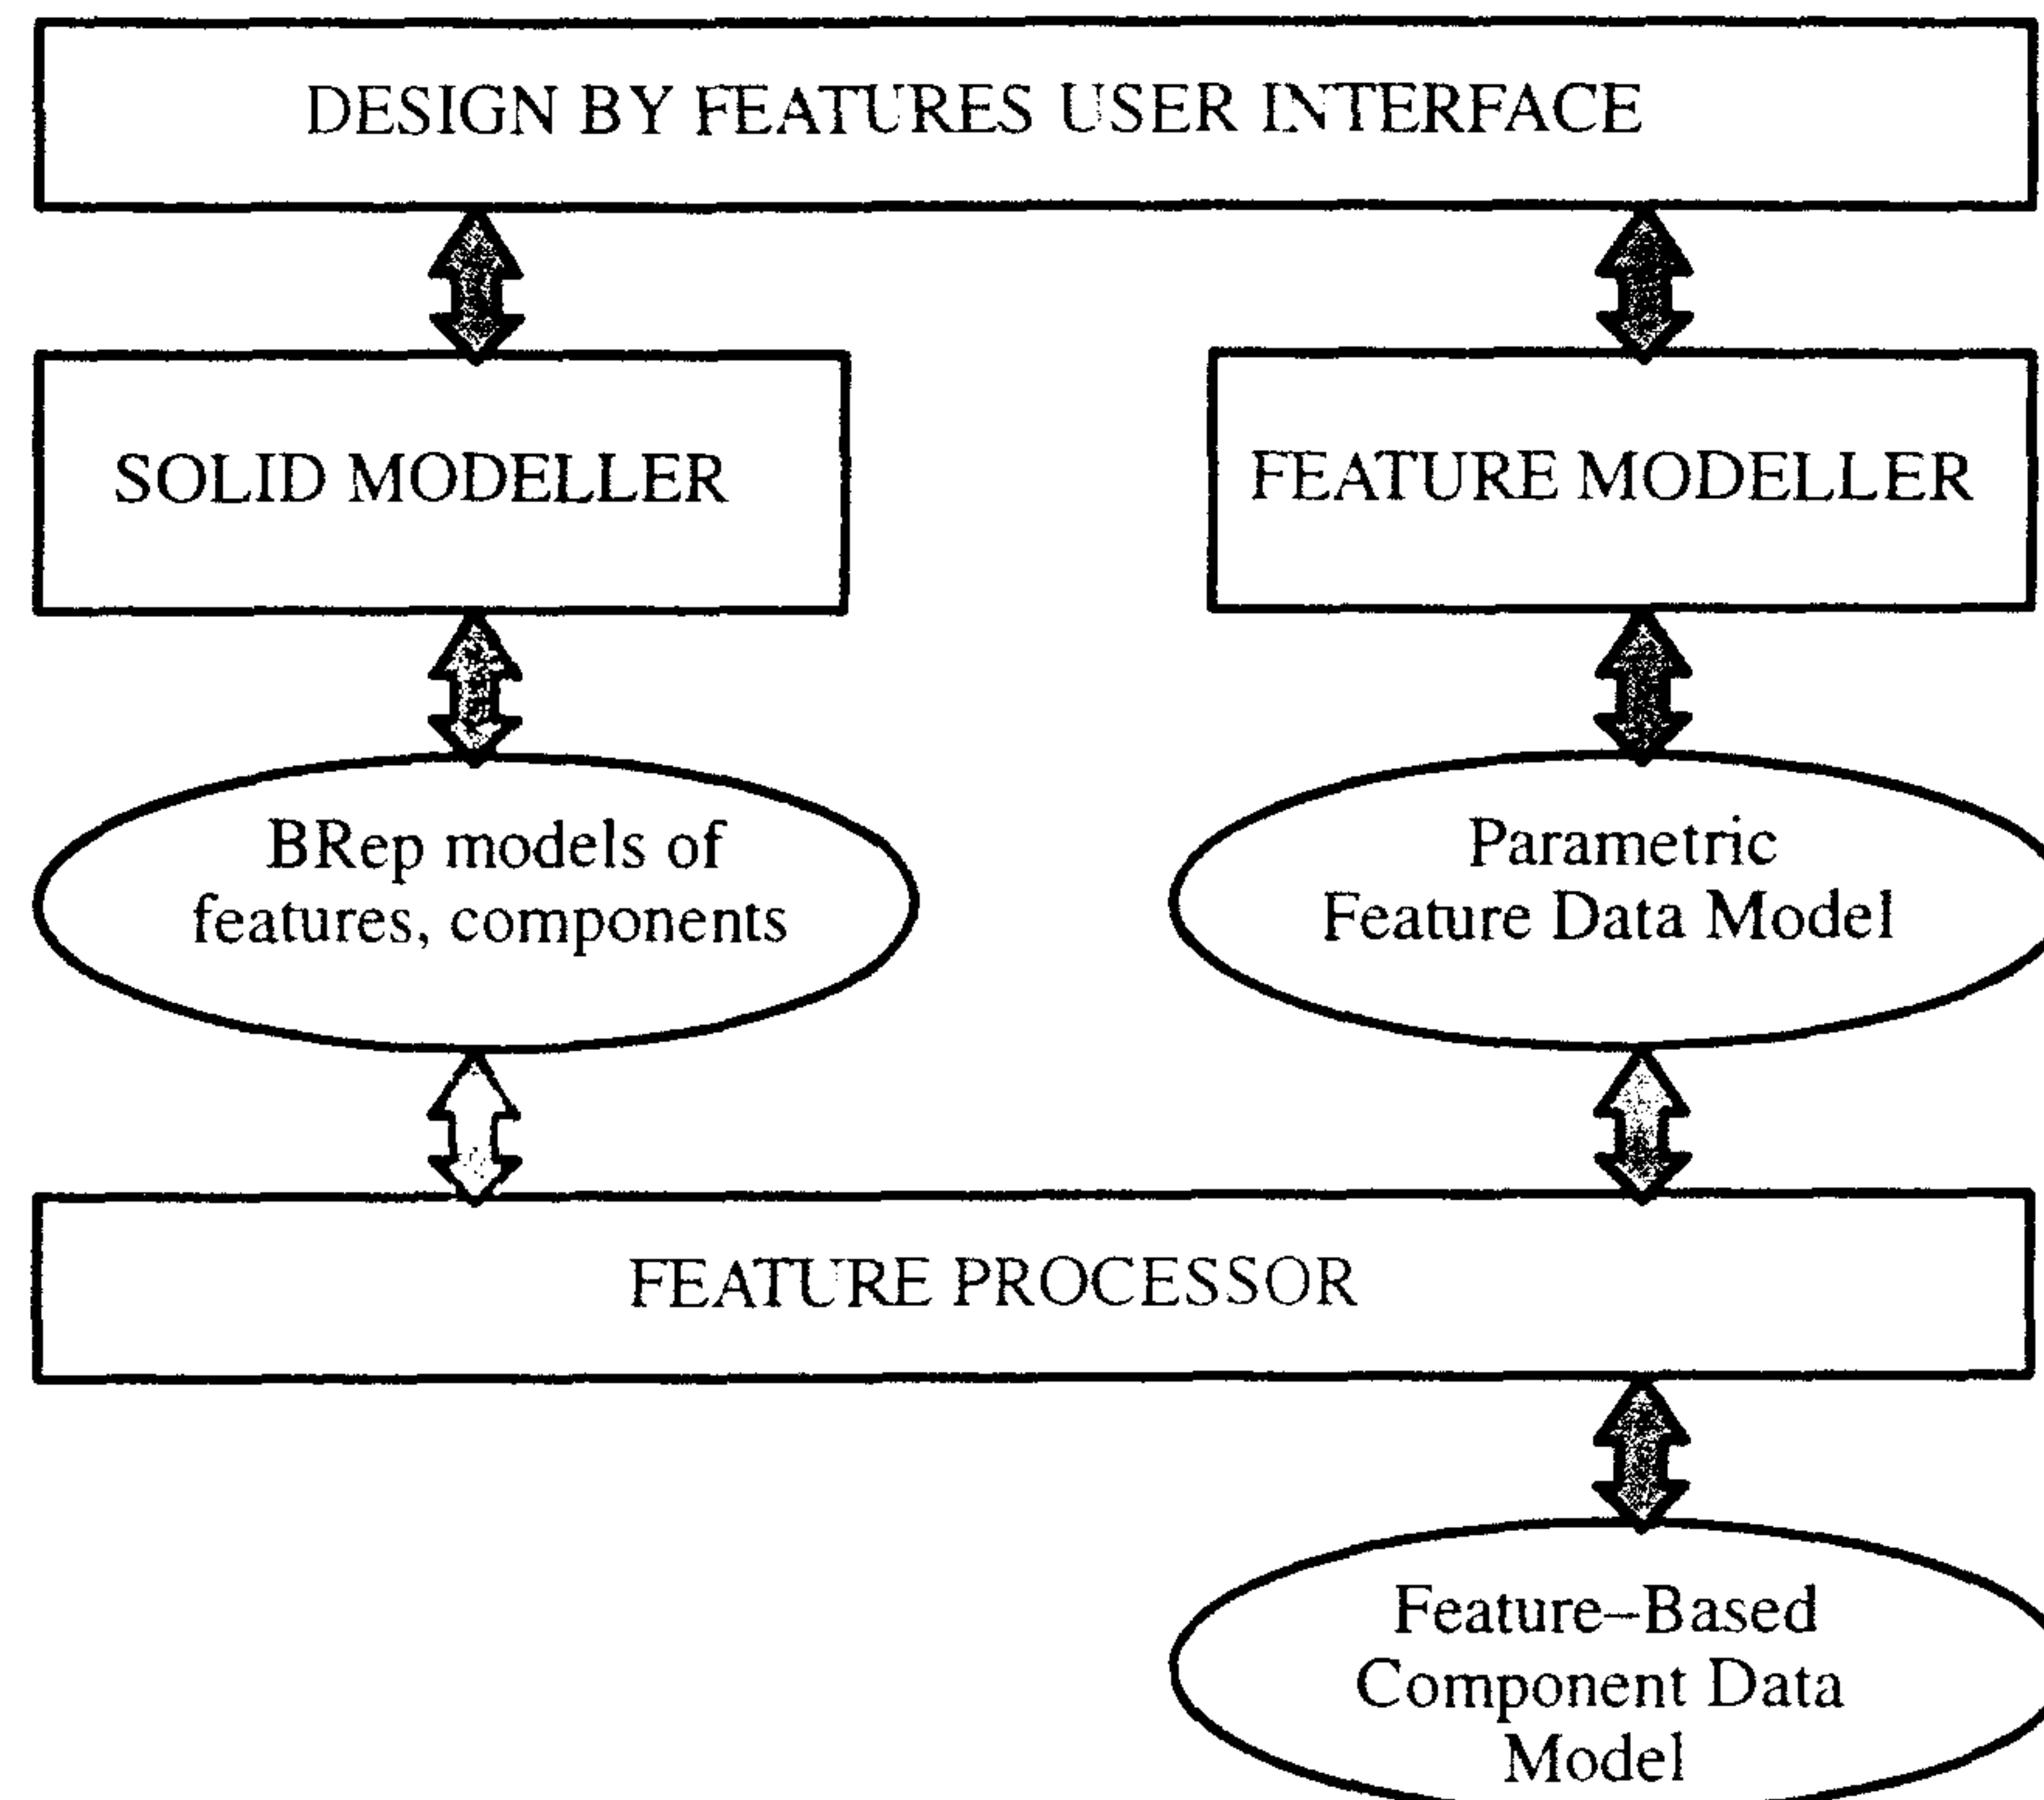 DESIGN BY FEATURES USER INTERFACE
SOLID MODELLER
FEATURE MODELLER
BRep models of
features, components
Parametric
Feature Data Model
FEATURE PROCESSOR
Feature–Based
Component Data
Model